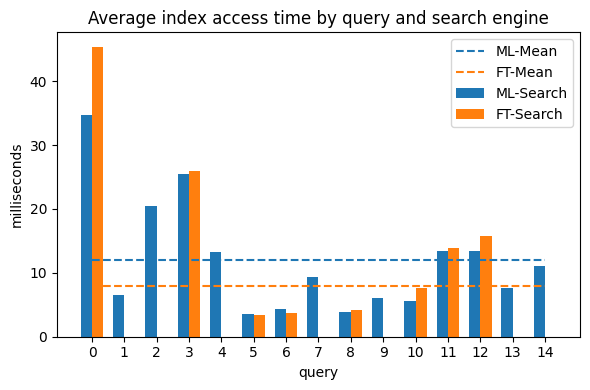 Average index access time by query and search engine
ML-Mean
FT-Mean
ML-Search
FT-Search
milliseconds
40
30
20
10
0
0 1 2 3 4 5 6 7 8 9 10 11 12 13 14
query